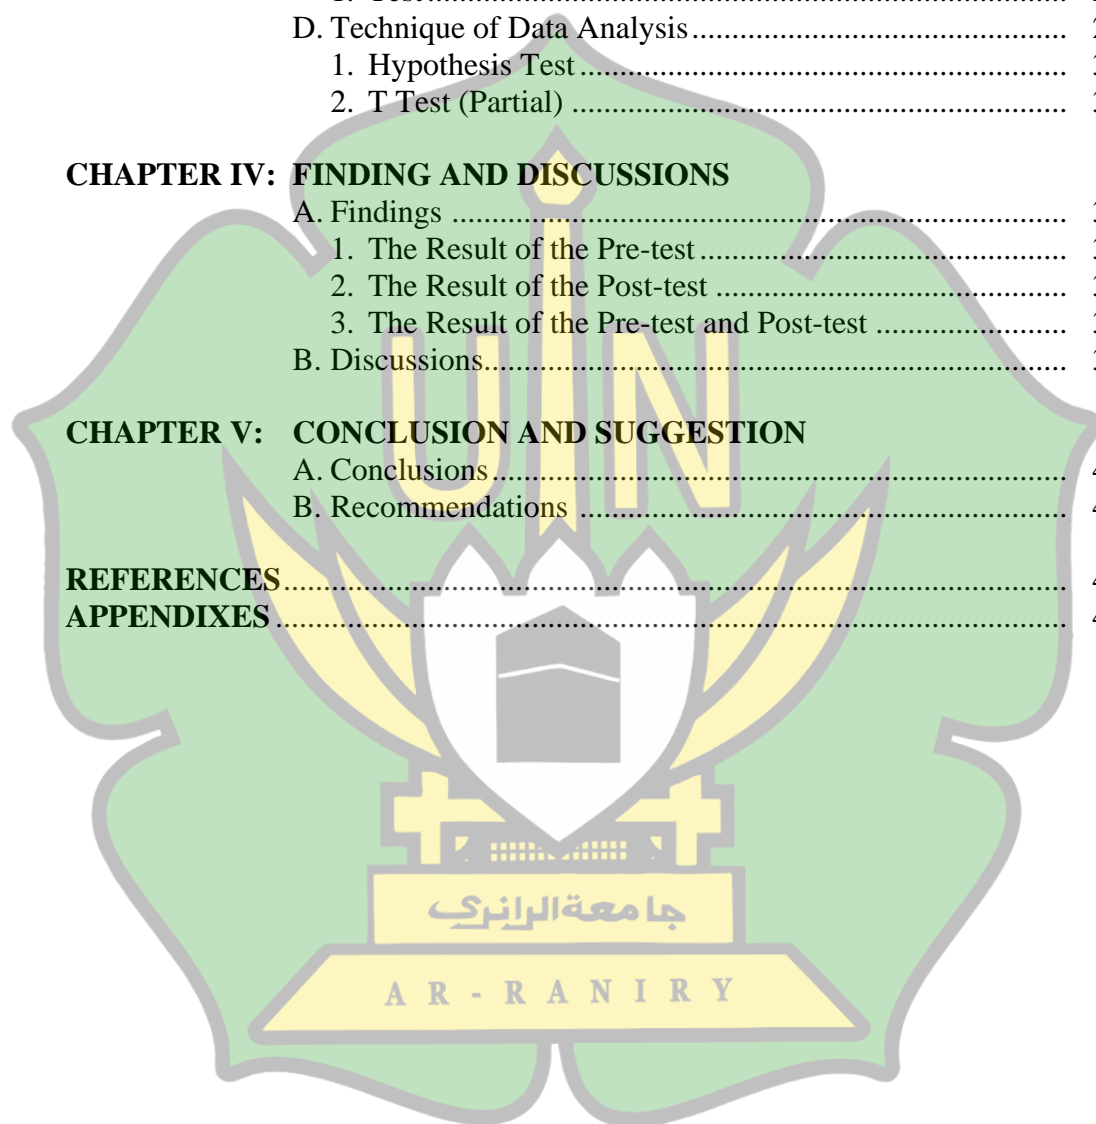 D. Technique of Data Analysis..............................................
1. Hypothesis Test............................................................
2. T Test (Partial) .............................................................
CHAPTER IV: FINDING AND DISCUSSIONS
A. Findings ............................................................................
1. The Result of the Pre-test..............................................
2. The Result of the Post-test ...........................................
3. The Result of the Pre-test and Post-test ........................
B. Discussions........................................................................
CHAPTER V: CONCLUSION AND SUGGESTION
A. Conclusions.......................................................................
B. Recommendations ............................................................
REFERENCES.................................................................................................
APPENDIXES..................................................................................................
UIN
جامعةالرانري
AR-RANIRY